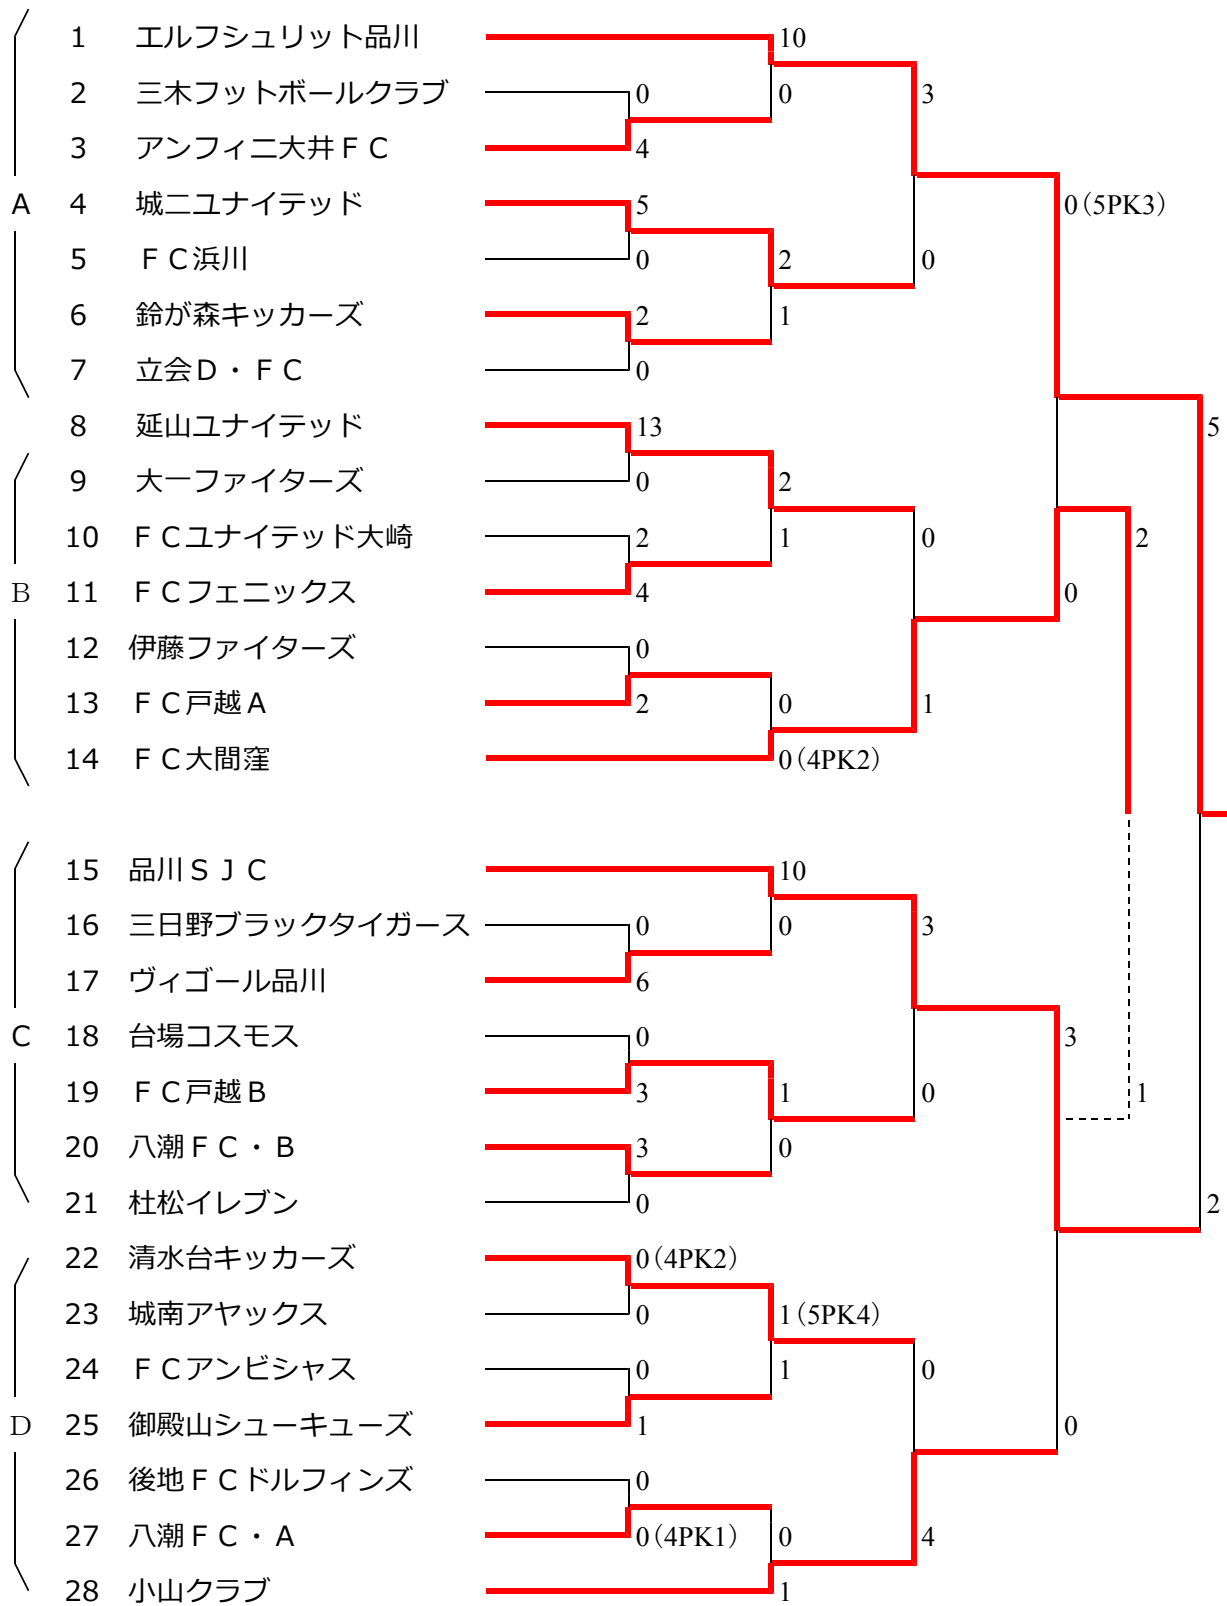 1 エルフシュリット品川 10
2 三木フットボールクラブ 0 0 3
3 アンフィニ大井ＦＣ 4
A 4 城二ユナイテッド 5 0(5PK3)
5 ＦＣ浜川 0 2 0
6 鈴が森キッカーズ 2 1
7 立会Ｄ・ＦＣ 0
8 延山ユナイテッド 13 5
9 大一ファイターズ 0 2
10 ＦＣユナイテッド大崎 2 1 0 2
B 11 ＦＣフェニックス 4 0
12 伊藤ファイターズ 0
13 ＦＣ戸越Ａ 2 0 1
14 ＦＣ大間窪 0(4PK2)
15 品川ＳＪＣ 10
16 三日野ブラックタイガース 0 0 3
17 ヴィゴール品川 6
C 18 台場コスモス 0 3
19 ＦＣ戸越Ｂ 3 1 0 1
20 八潮ＦＣ・Ｂ 3 0
21 杜松イレブン 0 2
22 清水台キッカーズ 0(4PK2)
23 城南アヤックス 0 1(5PK4)
24 ＦＣアンビシャス 0 1 0
D 25 御殿山シューキューズ 1 0
26 後地ＦＣドルフィンズ 0
27 八潮ＦＣ・Ａ 0(4PK1) 0 4
28 小山クラブ 1